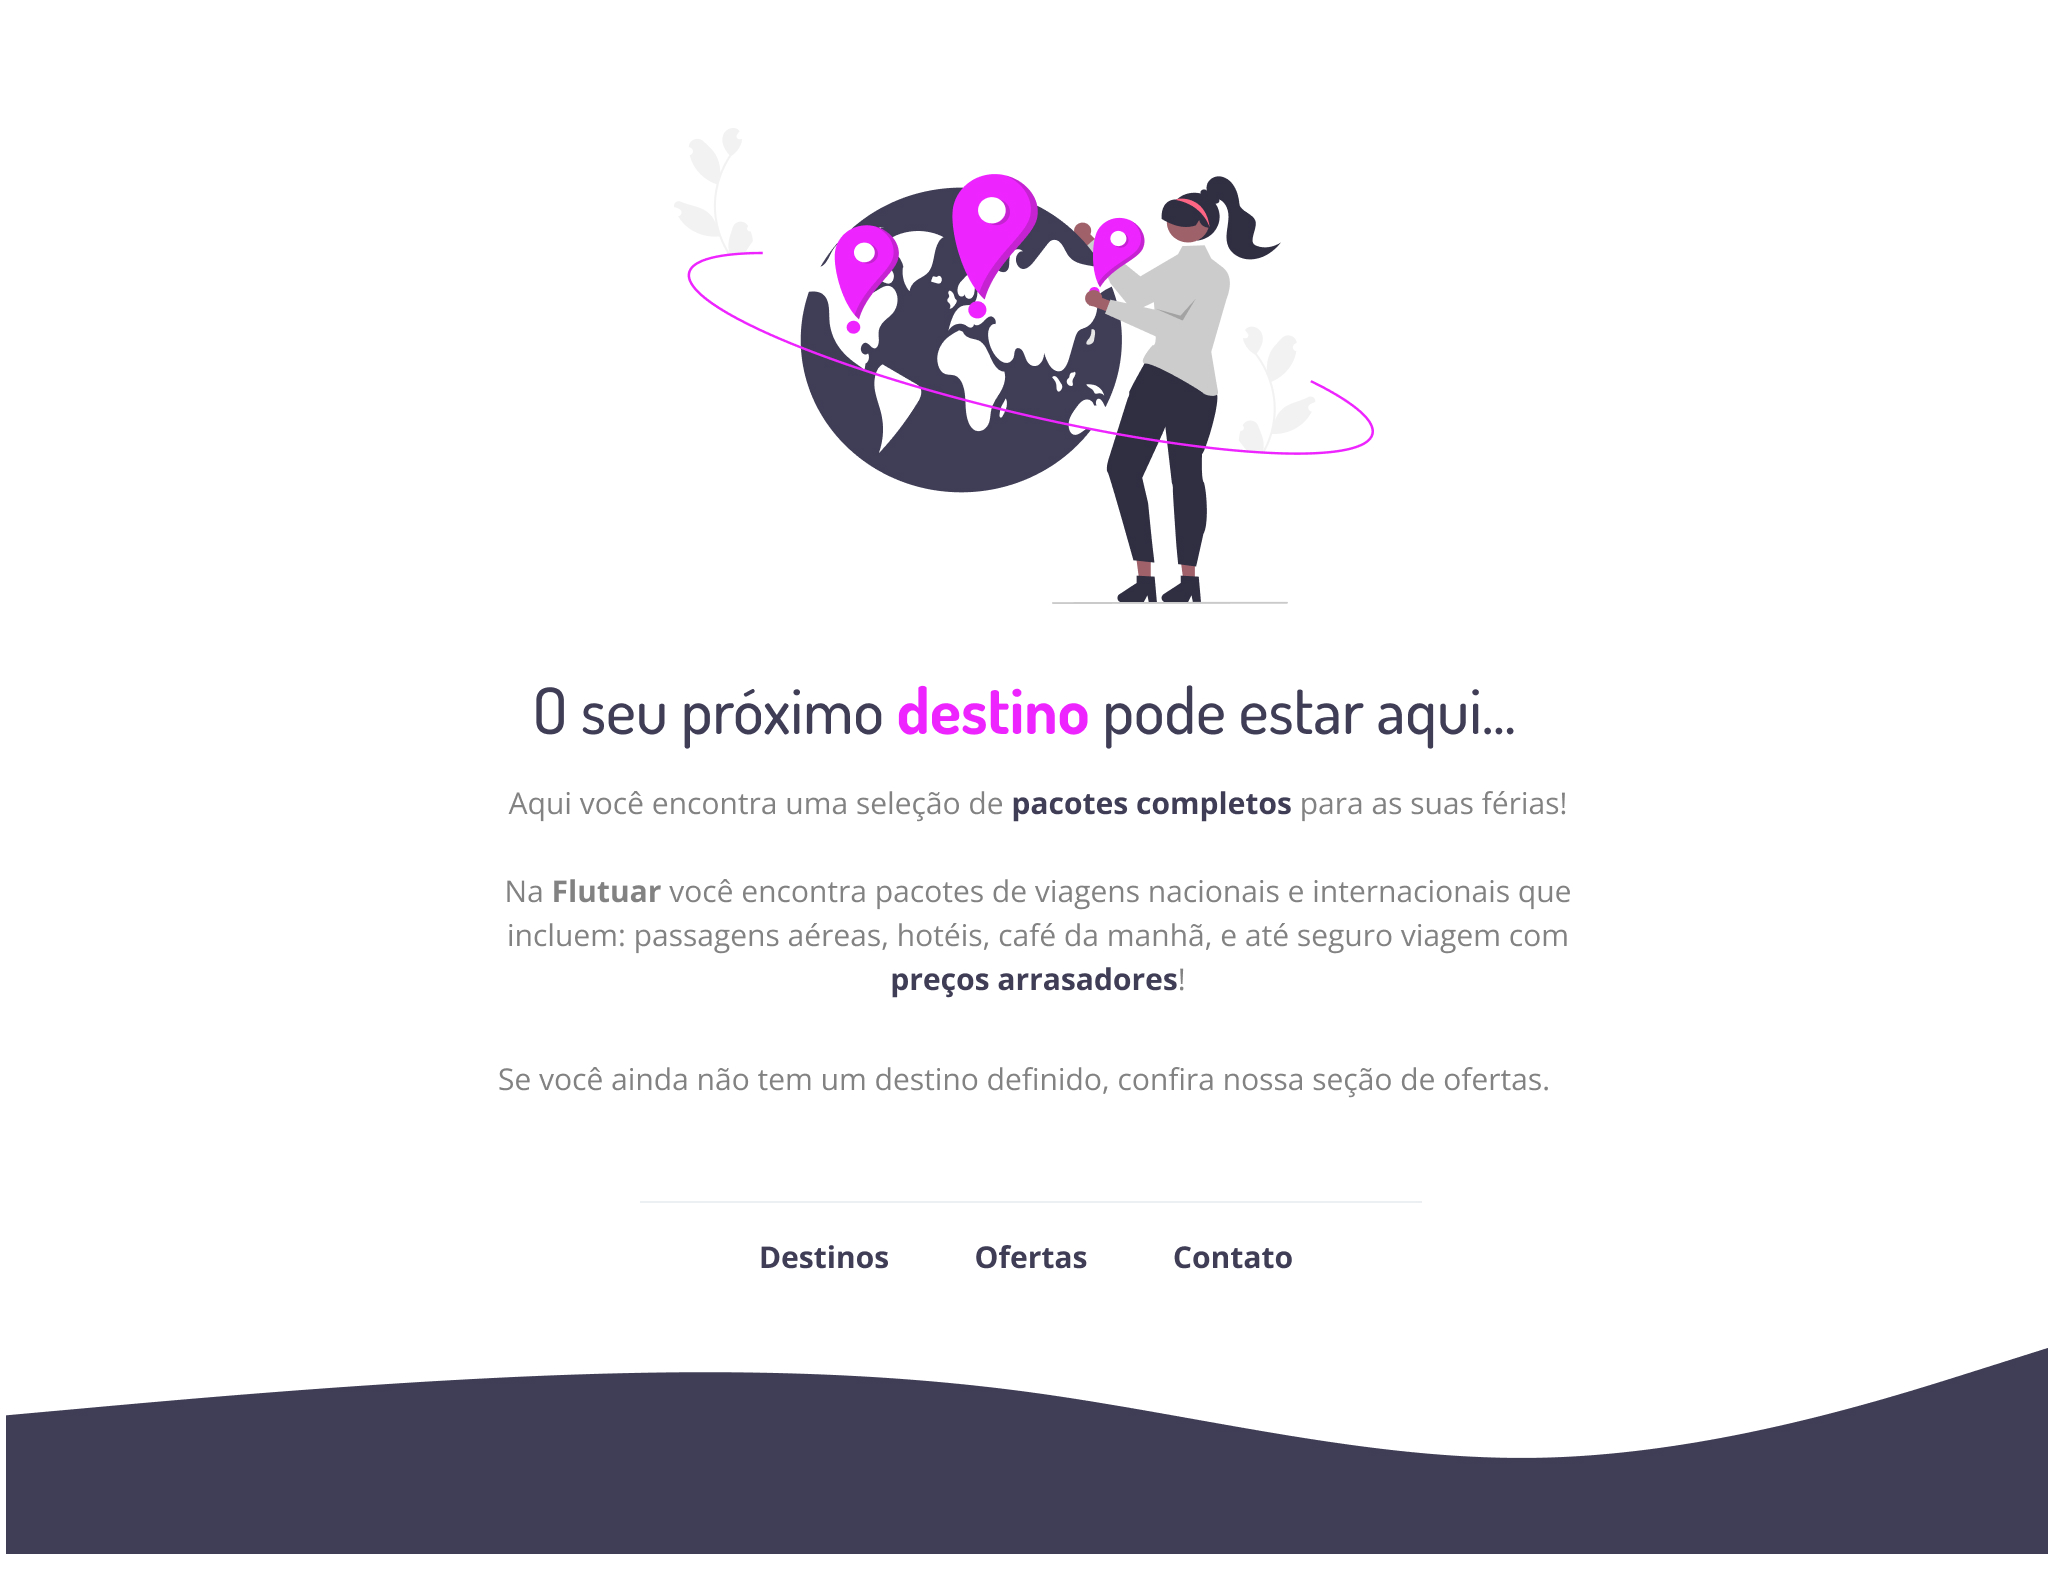 O seu próximo destino pode estar aqui...
Aqui você encontra uma seleção de pacotes completos para as suas férias!
Na Flutuar você encontra pacotes de viagens nacionais e internacionais que
incluem: passagens aéreas, hotéis, café da manhã, e até seguro viagem com
preços arrasadores!
Se você ainda não tem um destino definido, confira nossa seção de ofertas.
Destinos Ofertas Contato